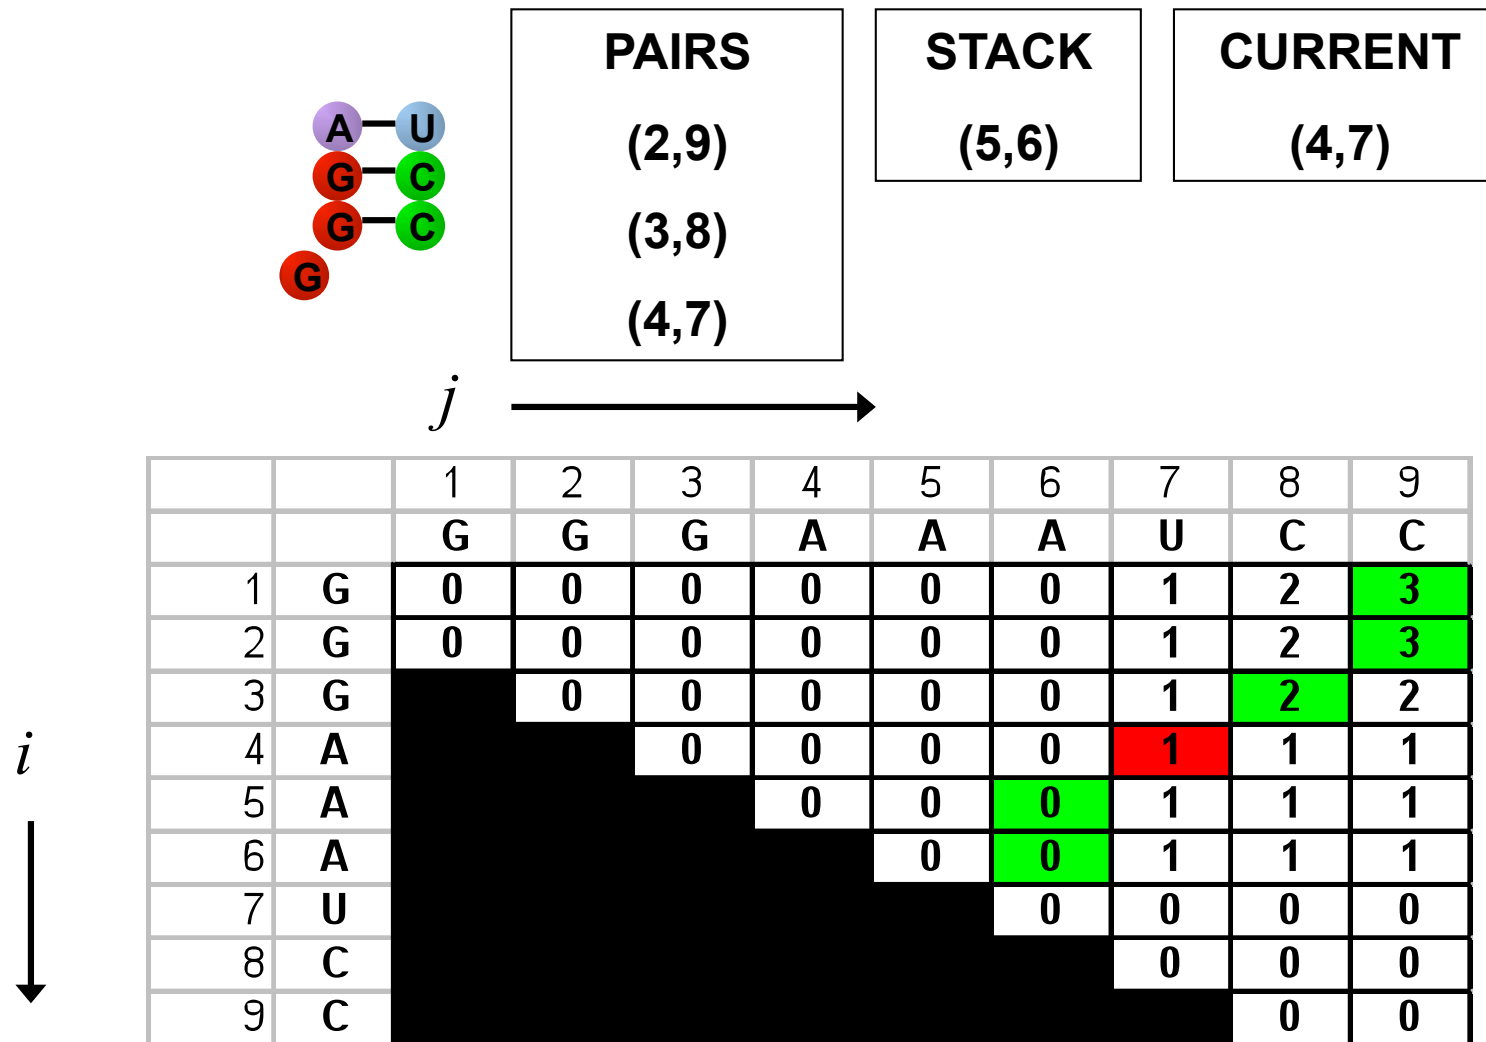 PAIRS STACK CURRENT
A U (2,9) (5,6) (4,7)
G C
G C (3,8)
G
(4,7)
j
1 2 3 4 5 6 7 8 9
G G G A A A U C C
1 G 0 0 0 0 0 0 1 2 3
2 G 0 0 0 0 0 0 1 2 3
3 G 0 0 0 0 0 1 2 2
i
4 A 0 0 0 0 1 1 1
5 A 0 0 0 1 1 1
6 A 0 0 1 1 1
7 U 0 0 0 0
8 C 0 0 0
9 C 0 0